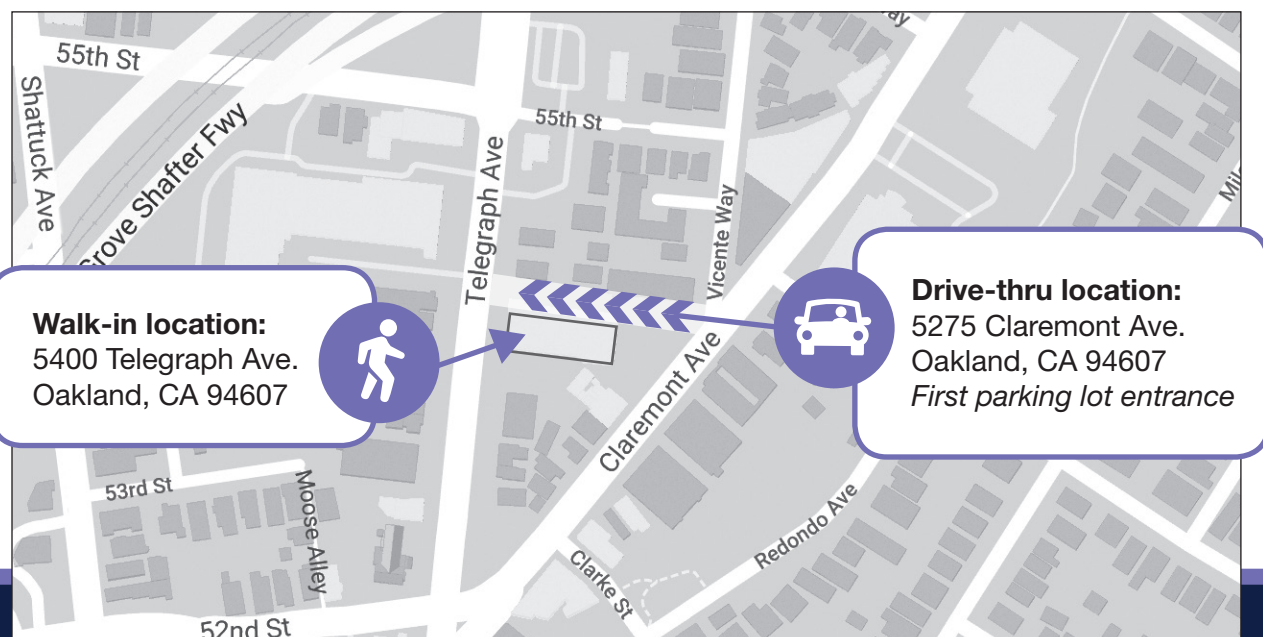 55th St
Shattuck Ave
Grove Shafter Fwy
Telegraph Ave
55th St
Vicente Way
Walk-in location:
5400 Telegraph Ave.
Oakland, CA 94607
Drive-thru location:
5275 Claremont Ave.
Oakland, CA 94607
First parking lot entrance
Claremont Ave
53rd St
Moose Alley
Redondo Ave
Clarke St
52nd St